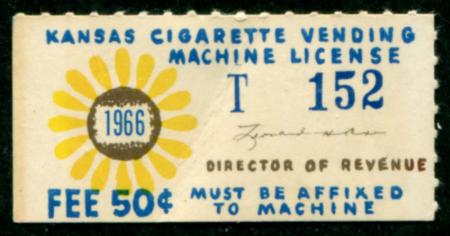 KANSAS CIGARETTE VENDING
MACHINE LICENSE
T 152
1966
DIRECTOR OF REVENUE
FEE 50¢ MUST BE AFFIXED
TO MACHINE